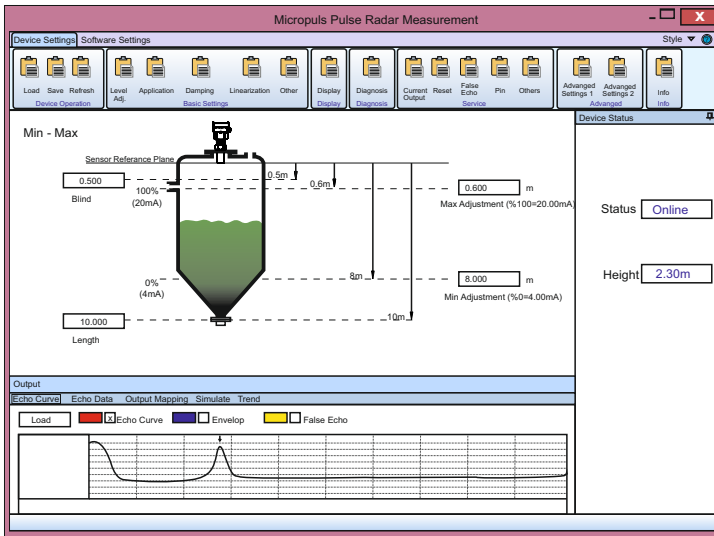 Micropuls Pulse Radar Measurement
X
Device Settings Software Settings
Style
Load Save Refresh
Device Operation
Level Adj. Application Damping Linearization Other
Basic Settings
Display
Display
Diagnosis
Diagnosis
Current Output Reset False Echo Pin Others
Service
Advanced Settings 1 Advanced Settings 2
Advanced
Info
Info
Device Status
Min - Max
Sensor Referance Plane
0.500
Blind
0.5m
0.6m
100%
(20mA)
0.600 m
Max Adjustment (%100=20.00mA)
Status Online
Height 2.30m
0%
(4mA)
8m
8.000 m
Min Adjustment (%0=4.00mA)
10.000
Length
10m
Output
Echo Curve Echo Data Output Mapping Simulate Trend
Load X Echo Curve Envelop False Echo